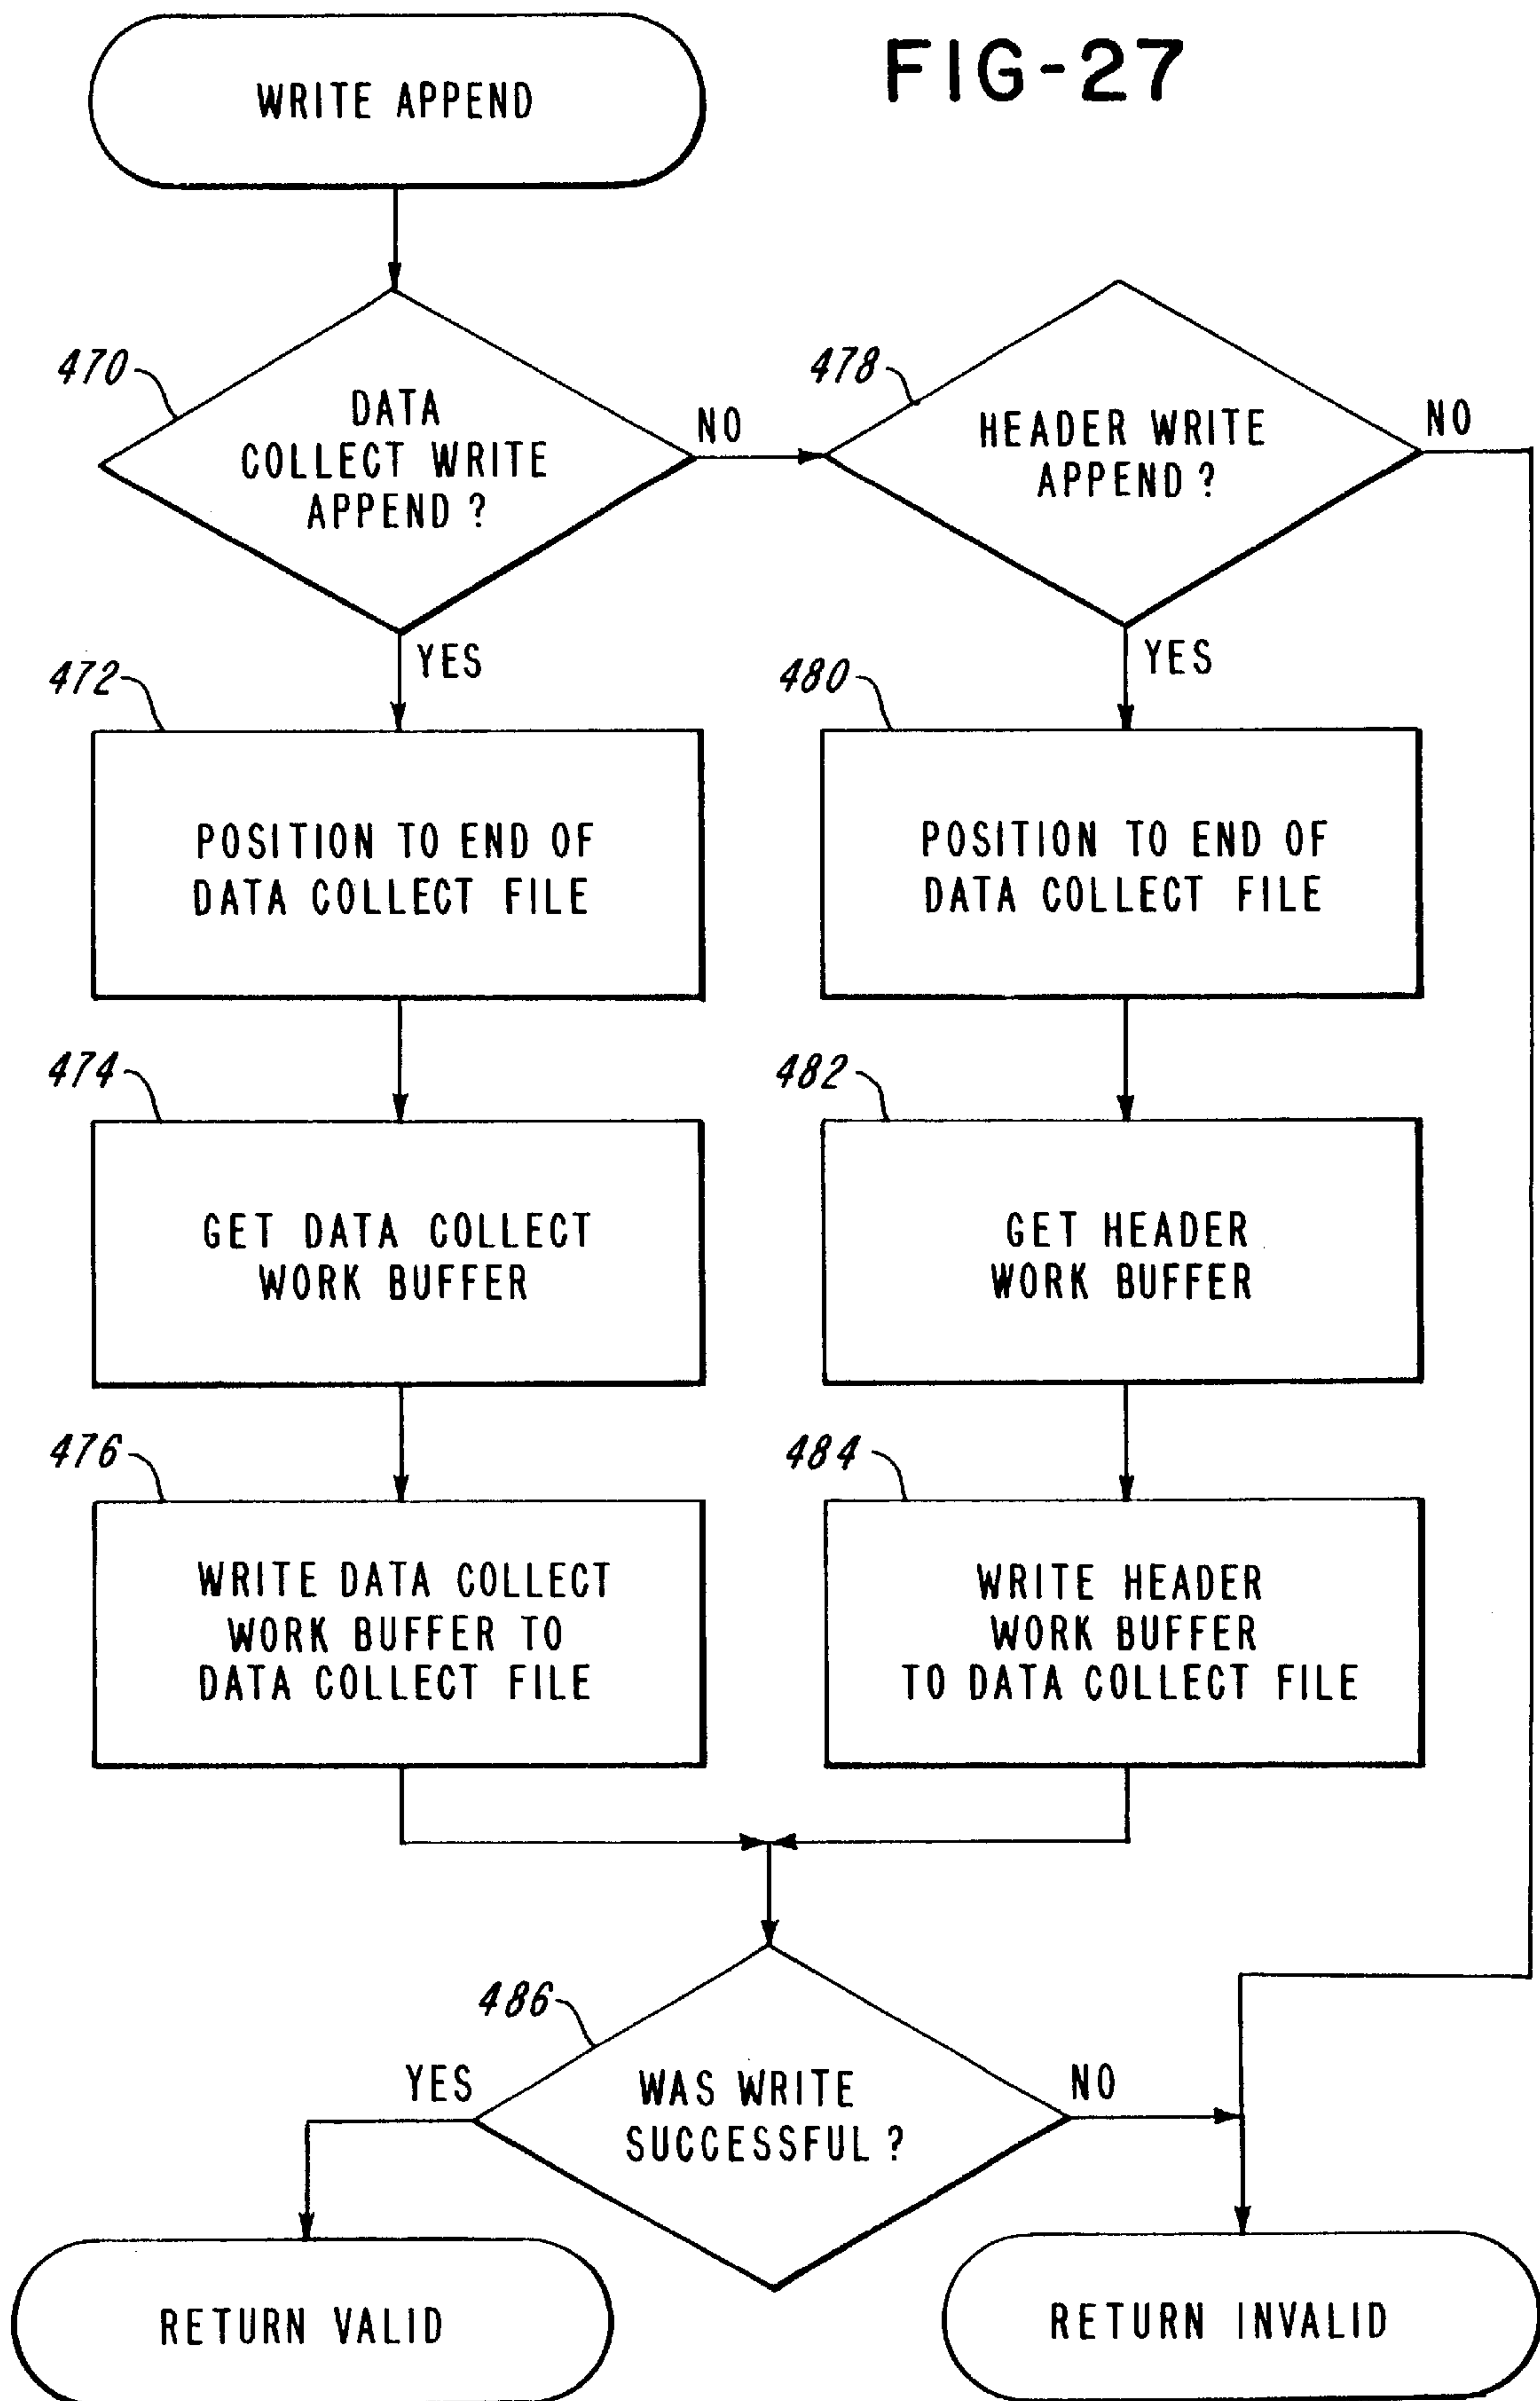 FIG-27
WRITE APPEND
470
DATA
COLLECT WRITE
APPEND?
NO
YES
478
HEADER WRITE
APPEND?
NO
YES
472
POSITION TO END OF
DATA COLLECT FILE
480
POSITION TO END OF
DATA COLLECT FILE
474
GET DATA COLLECT
WORK BUFFER
482
GET HEADER
WORK BUFFER
476
WRITE DATA COLLECT
WORK BUFFER TO
DATA COLLECT FILE
484
WRITE HEADER
WORK BUFFER
TO DATA COLLECT FILE
486
WAS WRITE
SUCCESSFUL?
YES
NO
RETURN VALID
RETURN INVALID